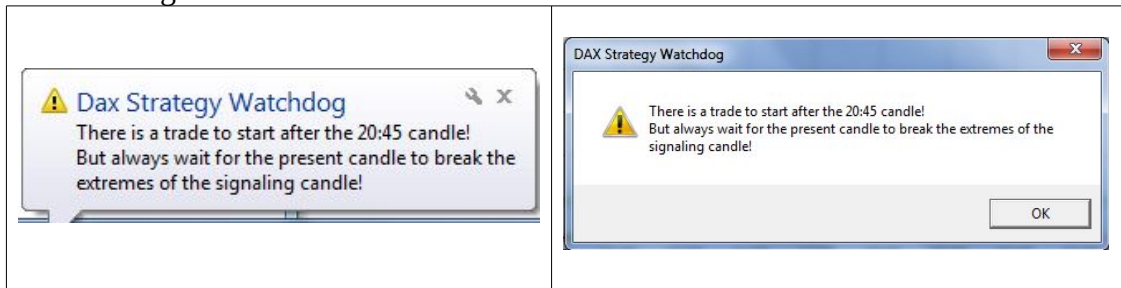 Dax Strategy Watchdog
There is a trade to start after the 20:45 candle!
But always wait for the present candle to break the
extremes of the signaling candle!
DAX Strategy Watchdog
There is a trade to start after the 20:45 candle!
But always wait for the present candle to break the extremes of the
signaling candle!
OK